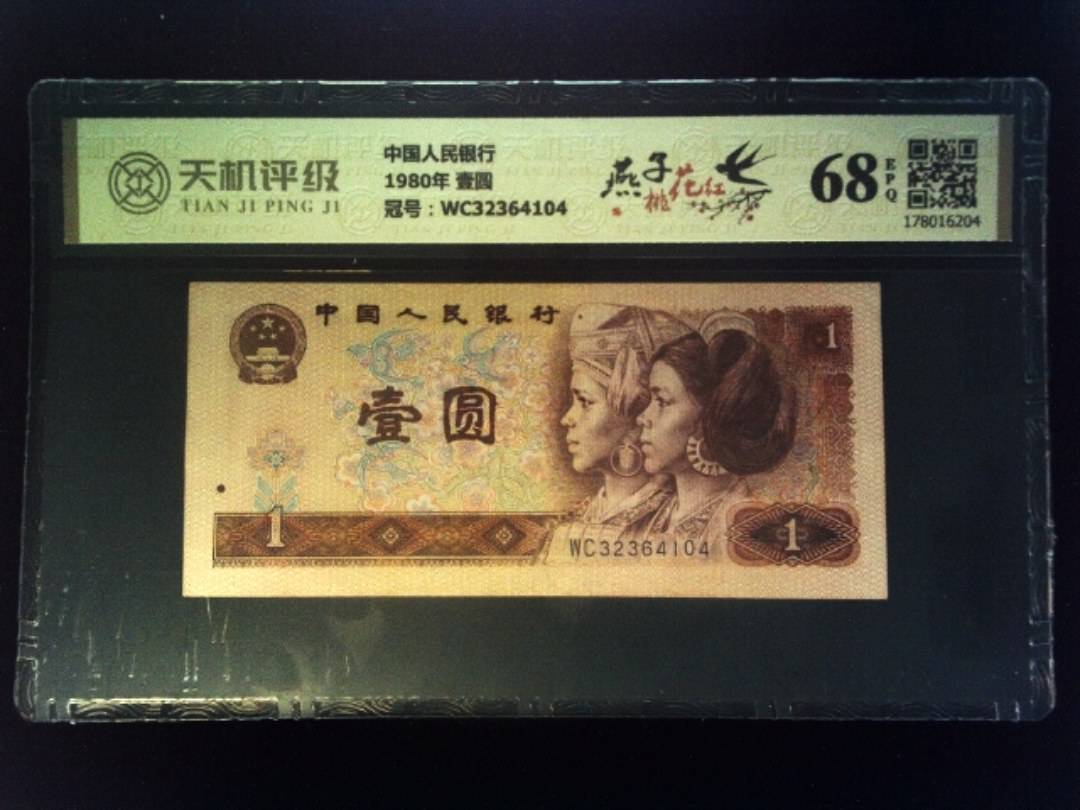 天机评级
TIAN JI PING JI
中国人民银行
1980年 壹圆
冠号：WC32364104
燕子
桃花红
68
EPQ
178016204
中国人民银行
1
壹圆
1
WC32364104
1